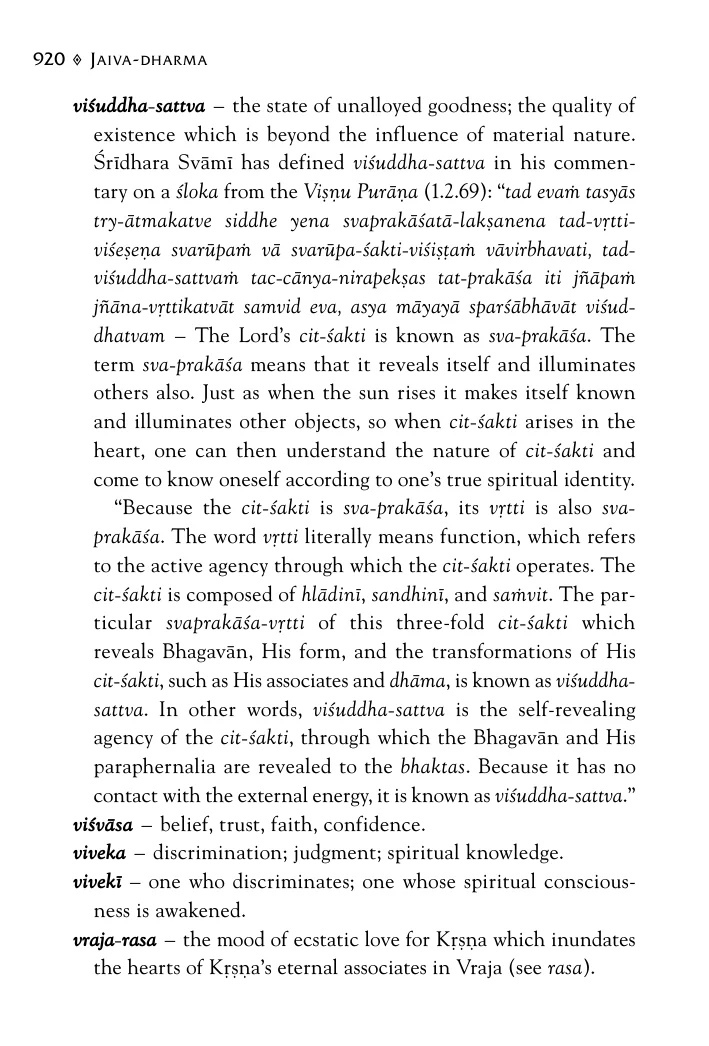 920 ◈ JAIVA-DHARMA
viśuddha-sattva – the state of unalloyed goodness; the quality of
existence which is beyond the influence of material nature.
Śrīdhara Svāmī has defined viśuddha-sattva in his commen-
tary on a śloka from the Viṣṇu Purāṇa (1.2.69): “tad evaṁ tasyās
try-ātmakatve siddhe yena svaprakāśatā-lakṣanena tad-vṛtti-
viśeṣeṇa svarūpaṁ vā svarūpa-śakti-viśiṣṭaṁ vāvirbhavati, tad-
viśuddha-sattvaṁ tac-cānya-nirapekṣas tat-prakāśa iti jñāpaṁ
jñāna-vṛttikatvāt samvid eva, asya māyayā sparśābhāvāt viśud-
dhatvam – The Lord’s cit-śakti is known as sva-prakāśa. The
term sva-prakāśa means that it reveals itself and illuminates
others also. Just as when the sun rises it makes itself known
and illuminates other objects, so when cit-śakti arises in the
heart, one can then understand the nature of cit-śakti and
come to know oneself according to one’s true spiritual identity.
“Because the cit-śakti is sva-prakāśa, its vṛtti is also sva-
prakāśa. The word vṛtti literally means function, which refers
to the active agency through which the cit-śakti operates. The
cit-śakti is composed of hlādinī, sandhinī, and saṁvit. The par-
ticular svaprakāśa-vṛtti of this three-fold cit-śakti which
reveals Bhagavān, His form, and the transformations of His
cit-śakti, such as His associates and dhāma, is known as viśuddha-
sattva. In other words, viśuddha-sattva is the self-revealing
agency of the cit-śakti, through which the Bhagavān and His
paraphernalia are revealed to the bhaktas. Because it has no
contact with the external energy, it is known as viśuddha-sattva.”
viśvāsa – belief, trust, faith, confidence.
viveka – discrimination; judgment; spiritual knowledge.
vivekī – one who discriminates; one whose spiritual conscious-
ness is awakened.
vraja-rasa – the mood of ecstatic love for Kṛṣṇa which inundates
the hearts of Kṛṣṇa’s eternal associates in Vraja (see rasa).